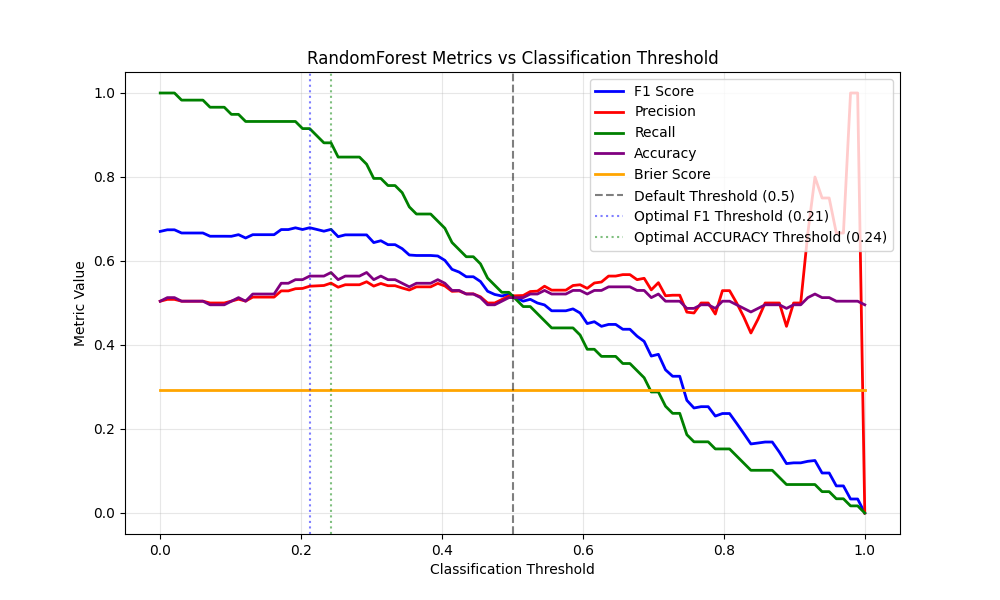 RandomForest Metrics vs Classification Threshold
Metric Value
1.0
0.8
0.6
0.4
0.2
0.0
F1 Score
Precision
Recall
Accuracy
Brier Score
Default Threshold (0.5)
Optimal F1 Threshold (0.21)
Optimal ACCURACY Threshold (0.24)
0.0 0.2 0.4 0.6 0.8 1.0
Classification Threshold